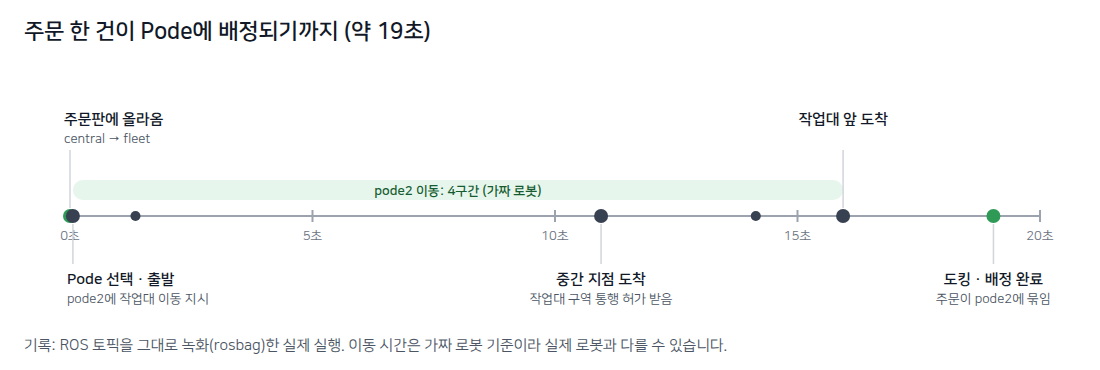 주문 한 건이 Pode에 배정되기까지 (약 19초)
주문판에 올라옴
central → fleet
작업대 앞 도착
pode2 이동: 4구간 (가짜 로봇)
0초
5초
10초
15초
20초
Pode 선택 · 출발
pode2에 작업대 이동 지시
중간 지점 도착
작업대 구역 통행 허가 받음
도킹 · 배정 완료
주문이 pode2에 묶임
기록: ROS 토픽을 그대로 녹화(rosbag)한 실제 실행. 이동 시간은 가짜 로봇 기준이라 실제 로봇과 다를 수 있습니다.